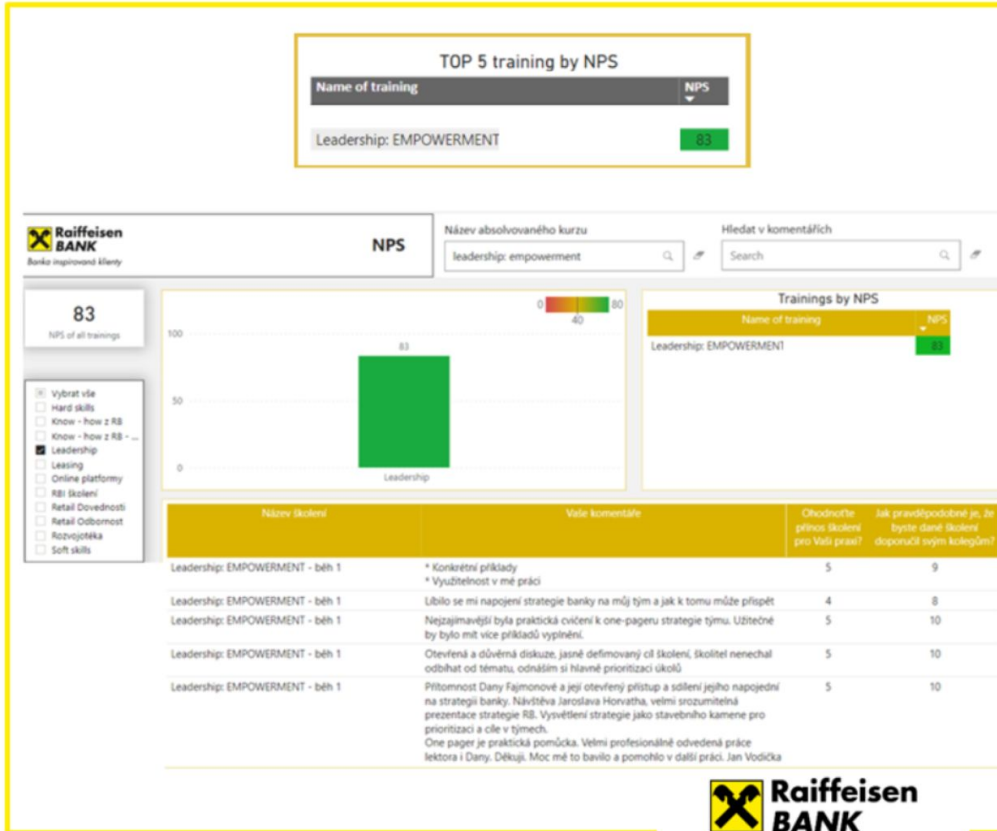 TOP 5 training by NPS
Name of training NPS
Leadership: EMPOWERMENT 83
Raiffeisen
BANK
Banka inspirovaná klienty
NPS
Název absolvovaného kurzu
leadership: empowerment
Hledat v komentářích
Search
83
NPS of all trainings
Vybrat vše
Hard skills
Know - how z RB
Know - how z RB - ...
Leadership
Leasing
Online platformy
RBI školení
Retail Dovednosti
Retail Odbornost
Rozvojotéka
Soft skills
0 80
40
100
83
50
0
Leadership
Trainings by NPS
Name of training NPS
Leadership: EMPOWERMENT 83
Název školení Vaše komentáře Ohodnoťte přínos školení pro Vaši praxi? Jak pravděpodobné je, že byste dané školení doporučil svým kolegům?
Leadership: EMPOWERMENT - běh 1 * Konkrétní příklady 5 9
* Využitelnost v mé práci
Leadership: EMPOWERMENT - běh 1 Líbilo se mi napojení strategie banky na můj tým a jak k tomu může přispět 4 8
Leadership: EMPOWERMENT - běh 1 Nejzajímavější byla praktická cvičení k one-pageru strategie týmu. Užitečné 5 10
by bylo mít více příkladů vyplnění.
Leadership: EMPOWERMENT - běh 1 Otevřená a důvěrná diskuze, jasně defimovaný cíl školení, školitel nenechal 5 10
odbíhat od tématu, odnáším si hlavně prioritizaci úkolů
Leadership: EMPOWERMENT - běh 1 Přítomnost Dany Fajmonové a její otevřený přístup a sdílení jejího napojední 5 10
na strategii banky. Návštěva Jaroslava Horvatha, velmi srozumitelná
prezentace strategie RB. Vysvětlení strategie jako stavebního kamene pro
prioritizaci a cíle v týmech.
One pager je praktická pomůcka. Velmi profesionálně odvedená práce
lektora i Dany. Děkuji. Moc mě to bavilo a pomohlo v další práci. Jan Vodička
Raiffeisen
BANK